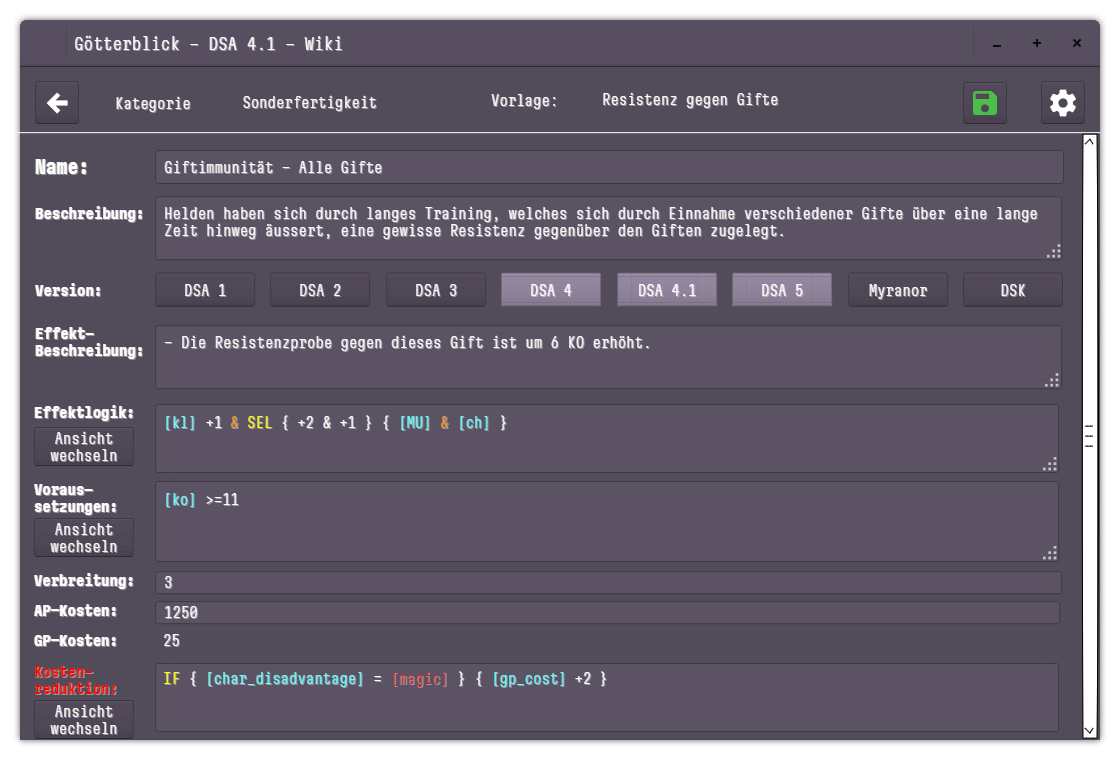 Götterblick - DSA 4.1 - Wiki
Kategorie Sonderfertigkeit Vorlage: Resistenz gegen Gifte
Name: Giftimmunität - Alle Gifte
Beschreibung: Helden haben sich durch langes Training, welches sich durch Einnahme verschiedener Gifte über eine lange
Zeit hinweg äussert, eine gewisse Resistenz gegenüber den Giften zugelegt.
Version: DSA 1 DSA 2 DSA 3 DSA 4 DSA 4.1 DSA 5 Myranor DSK
Effekt-
Beschreibung:
- Die Resistenzprobe gegen dieses Gift ist um 6 KO erhöht.
Effektlogik:
Ansicht
wechseln
[kl] +1 & SEL { +2 & +1 } { [MU] & [ch] }
Voraus-
setzungen:
Ansicht
wechseln
[ko] >=11
Verbreitung: 3
AP-Kosten: 1250
GP-Kosten: 25
Kosten-
reduktion:
Ansicht
wechseln
IF { [char_disadvantage] = [magic] } { [gp_cost] +2 }